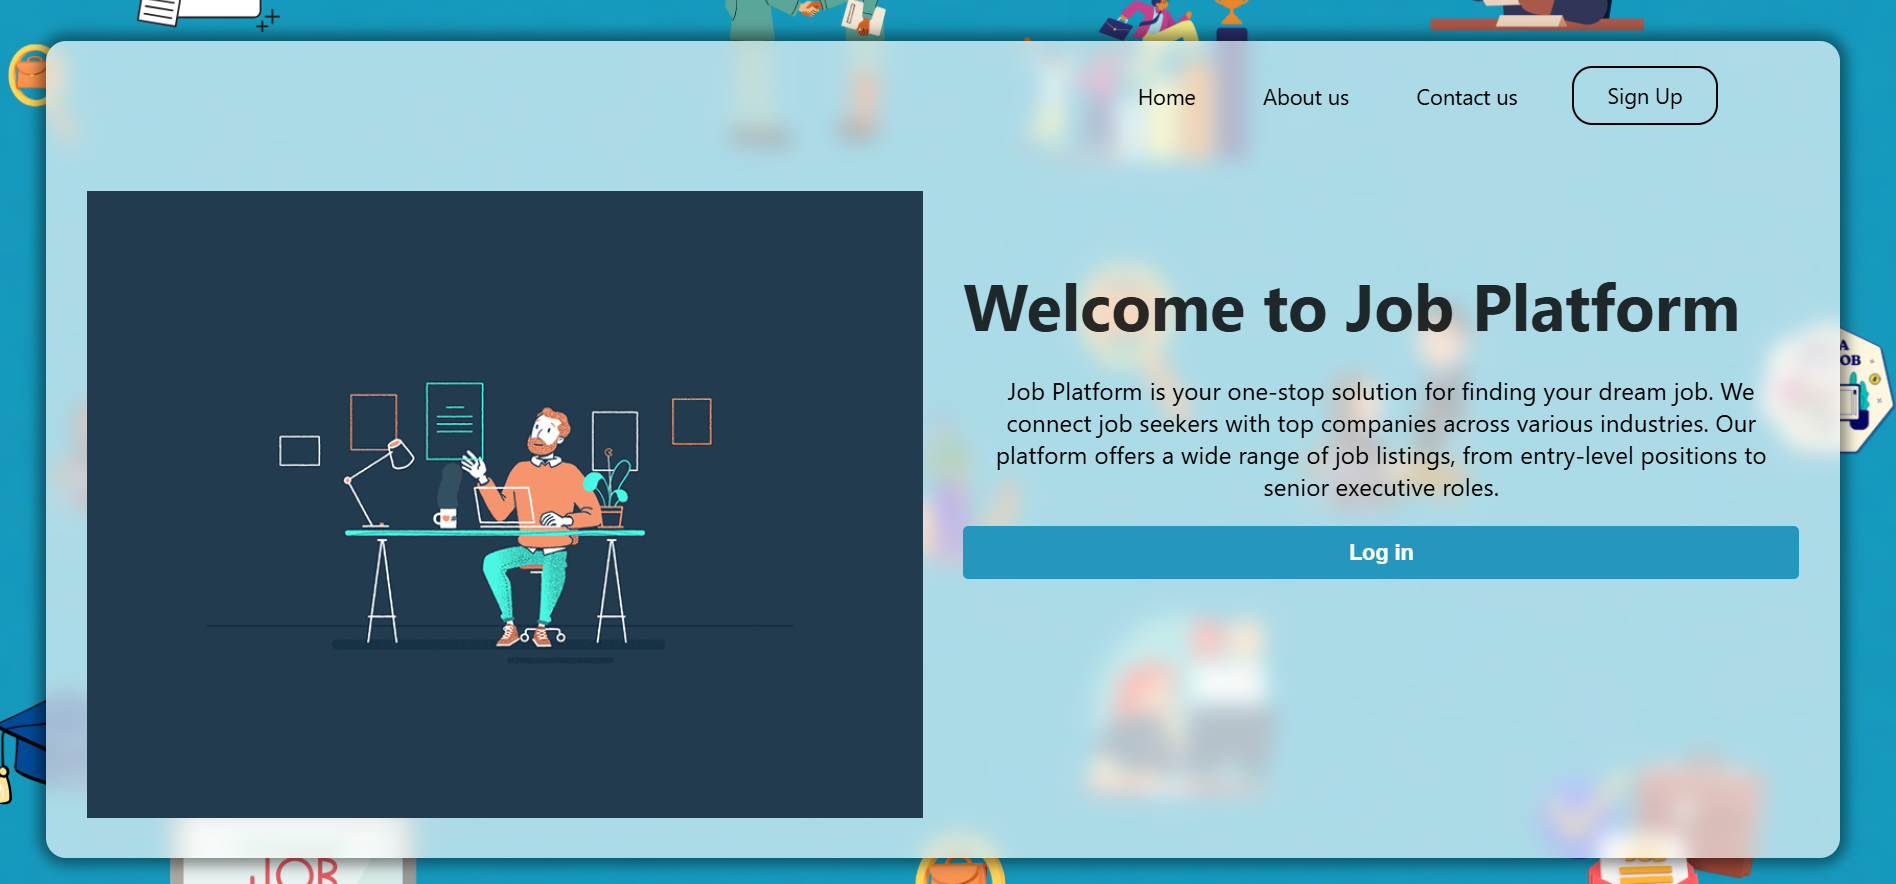 Home
About us
Contact us
Sign Up
Welcome to Job Platform
Job Platform is your one-stop solution for finding your dream job. We
connect job seekers with top companies across various industries. Our
platform offers a wide range of job listings, from entry-level positions to
senior executive roles.
Log in
A
OB
JOB
JOB